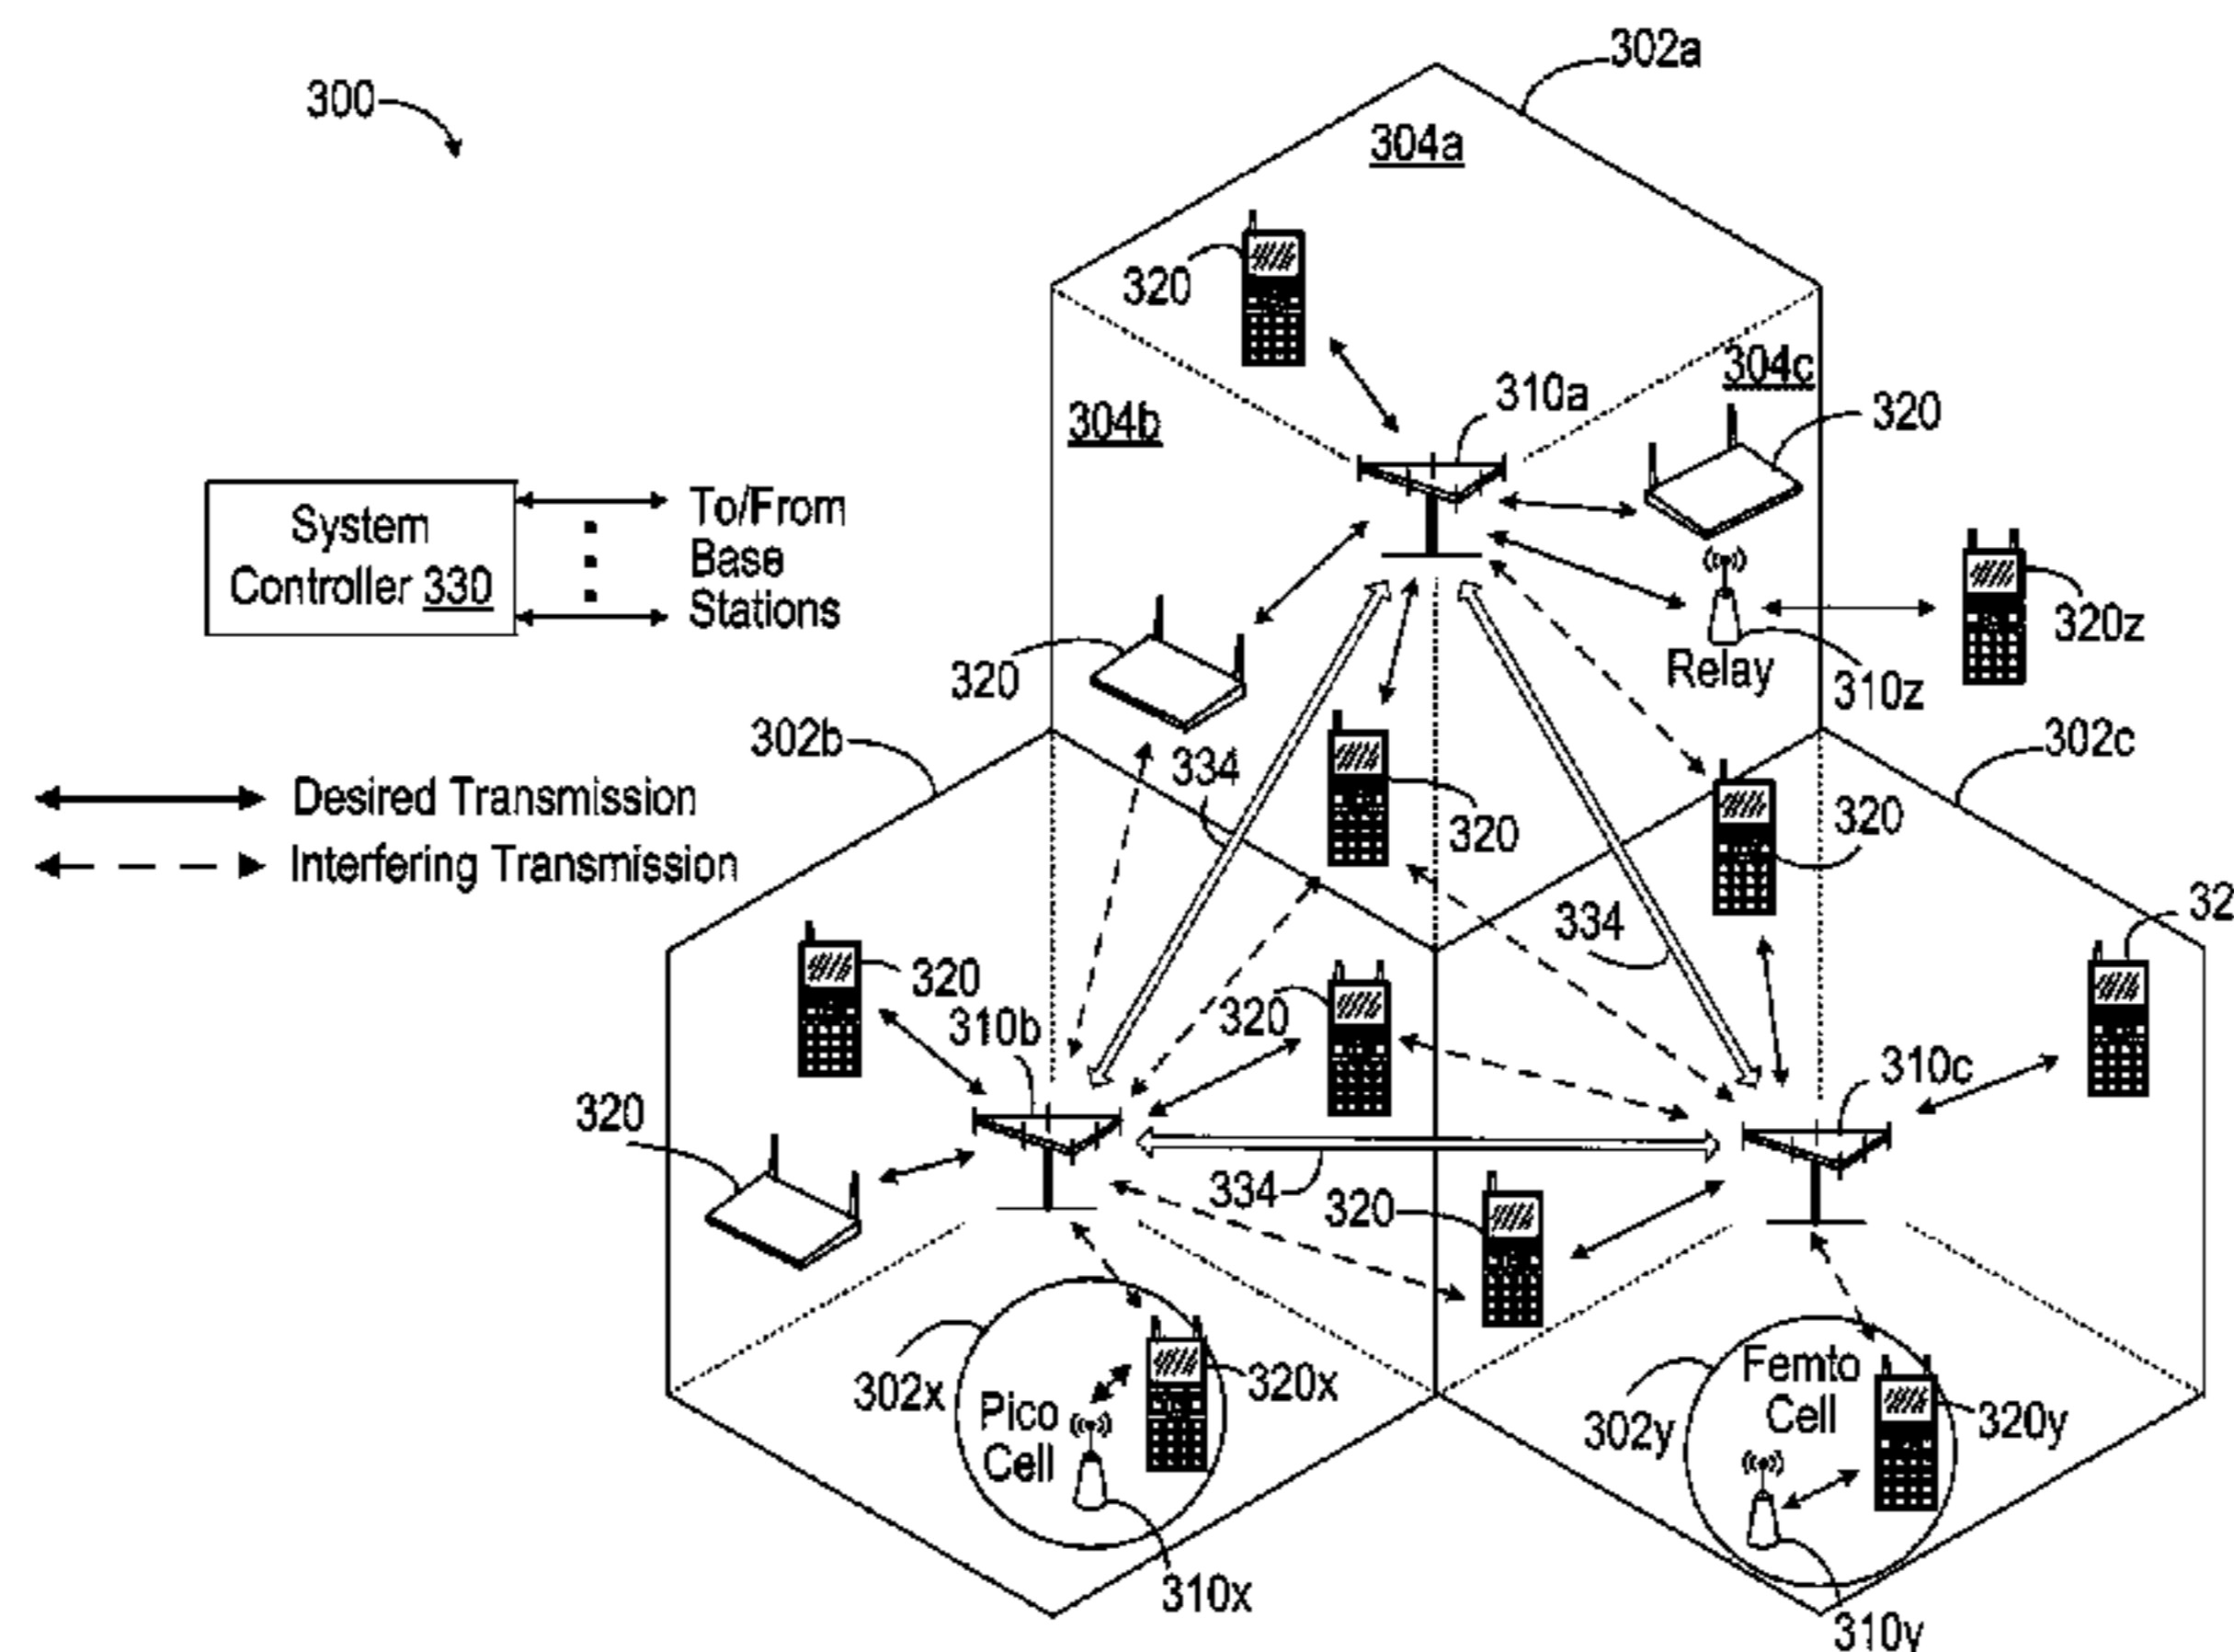 300
302a
304a
320
304c
310a
320
304b
System
Controller 330
To/From
Base
Stations
320z
320
Relay
310z
302b
334
302c
Desired Transmission
320
320
Interfering Transmission
32
334
320
320
310b
310c
320
334
320
302x
Pico
Cell
320x
302y
Femto
Cell
320y
310x
310y